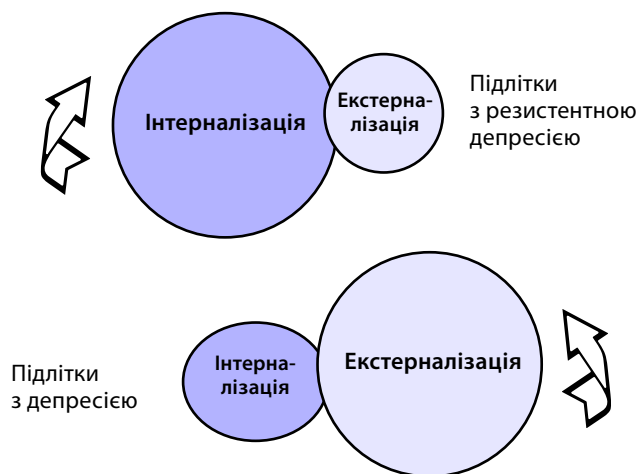 Інтерналізація
Екстерна-
лізація
Підлітки
з резистентною
депресією
Підлітки
з депресією
Інтерна-
лізація
Екстерналізація